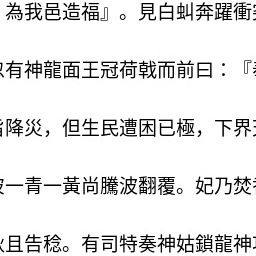 為我邑造福』。見白虯奔躍衝
有神龍面王冠荷戟而前曰：『
降災，但生民遭困已極，下界
一青一黃尚騰波翻覆。妃乃焚
且告稔。有司特奏神姑鎖龍神